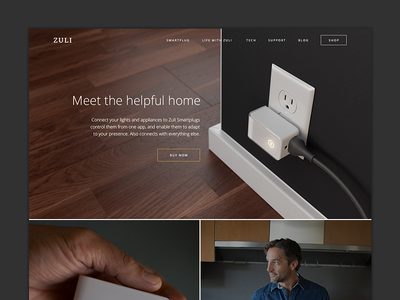 ZULI
SMARTPLUG LIFE WITH ZULI TECH SUPPORT BLOG SHOP
Meet the helpful home
Connect your lights and appliances to Zuli Smartplugs
control them from one app, and enable them to adapt
to your presence. Also connects with everything else.
BUY NOW